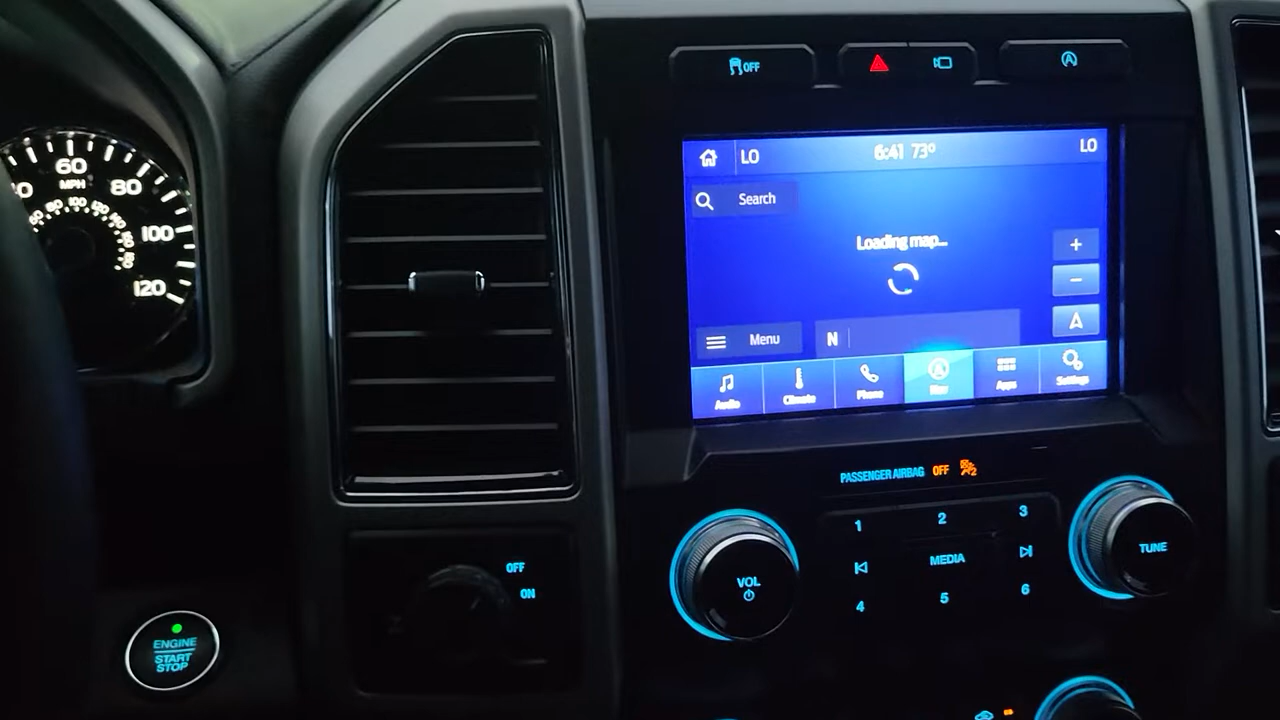 60
MPH
80
100
120
OFF
LO
6:41 73°
LO
Search
Loading map...
+
−
Menu
N
Audio
Climate
Phone
Nav
Apps
Settings
PASSENGER AIRBAG OFF
1
2
3
MEDIA
4
5
6
VOL
TUNE
OFF
ON
ENGINE
START
STOP